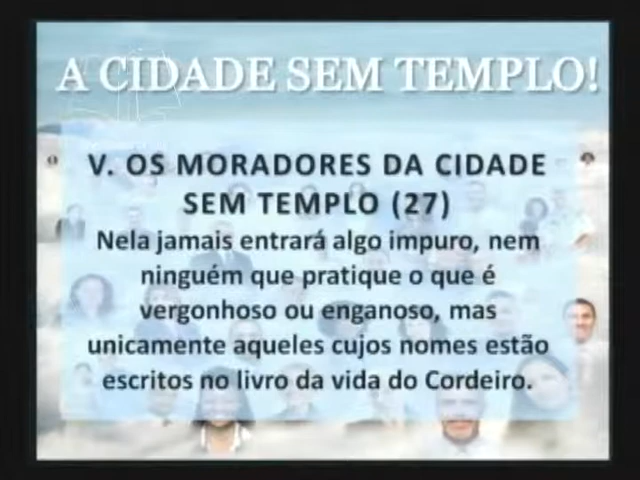 A CIDADE SEM TEMPLO!
V. OS MORADORES DA CIDADE
SEM TEMPLO (27)
Nela jamais entrará algo impuro, nem
ninguém que pratique o que é
vergonhoso ou enganoso, mas
unicamente aqueles cujos nomes estão
escritos no livro da vida do Cordeiro.